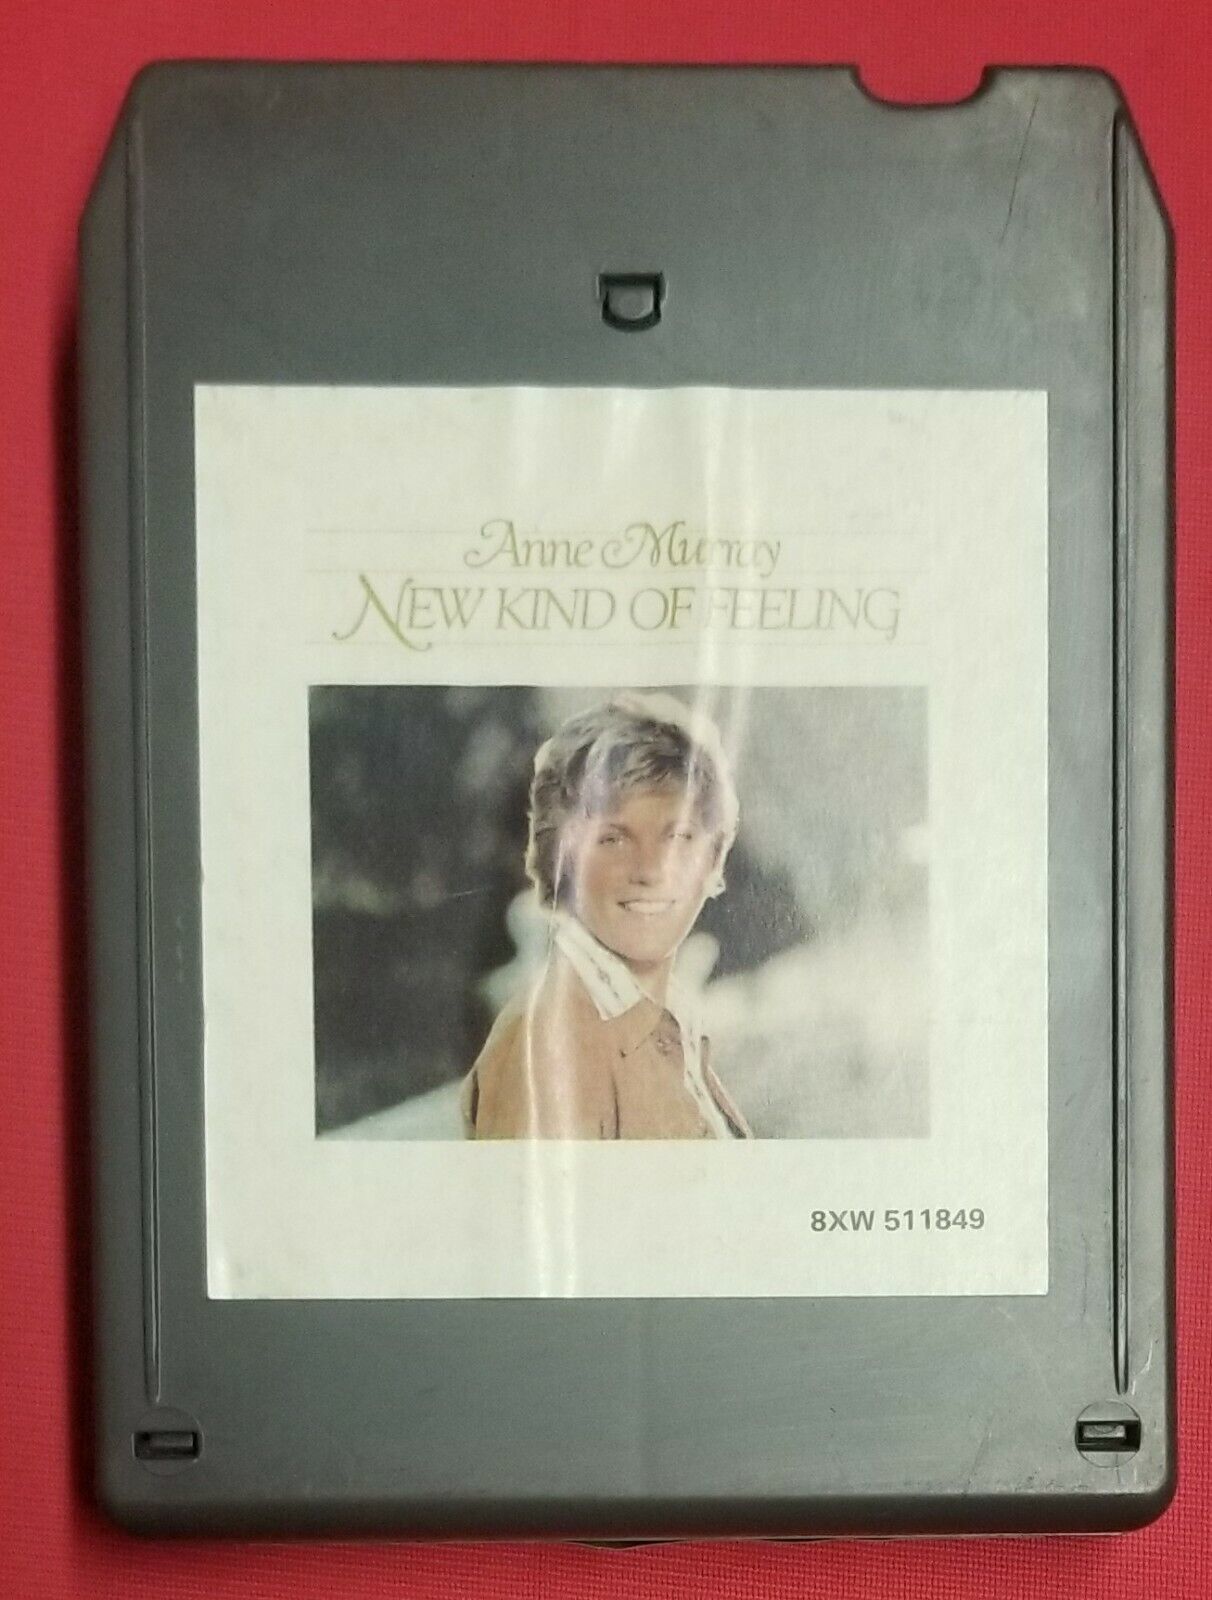 Anne Murray
NEW KIND OF FEELING
8XW 511849